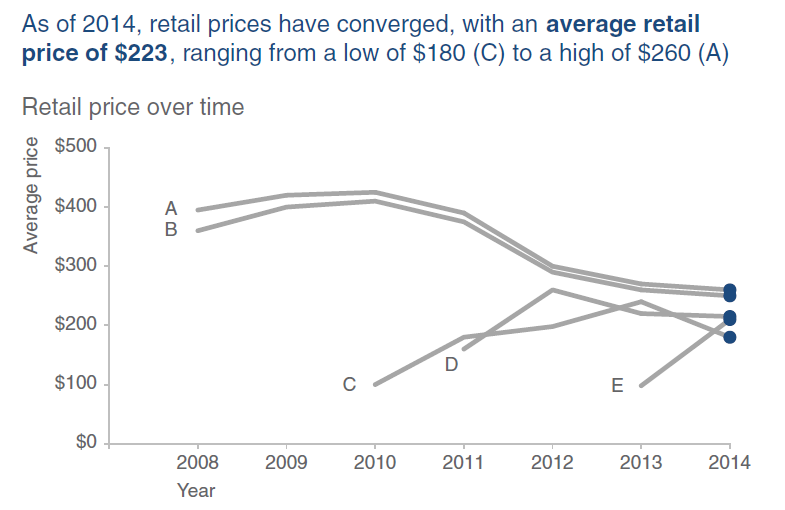 As of 2014, retail prices have converged, with an average retail
price of $223, ranging from a low of $180 (C) to a high of $260 (A)
Retail price over time
Average price
$500
$400
$300
$200
$100
$0
A
B
C
D
E
2008 2009 2010 2011 2012 2013 2014
Year